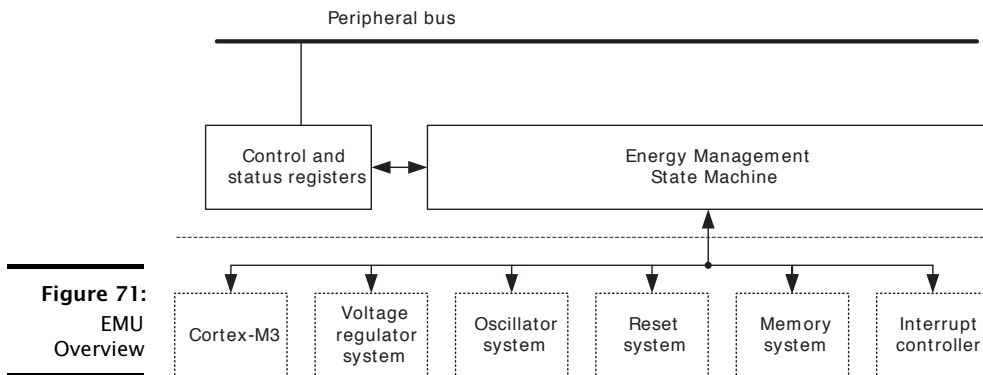 Peripheral bus
Control and
status registers
Energy Management
State Machine
Figure 71:
EMU
Overview
Cortex-M3
Voltage
regulator
system
Oscillator
system
Reset
system
Memory
system
Interrupt
controller